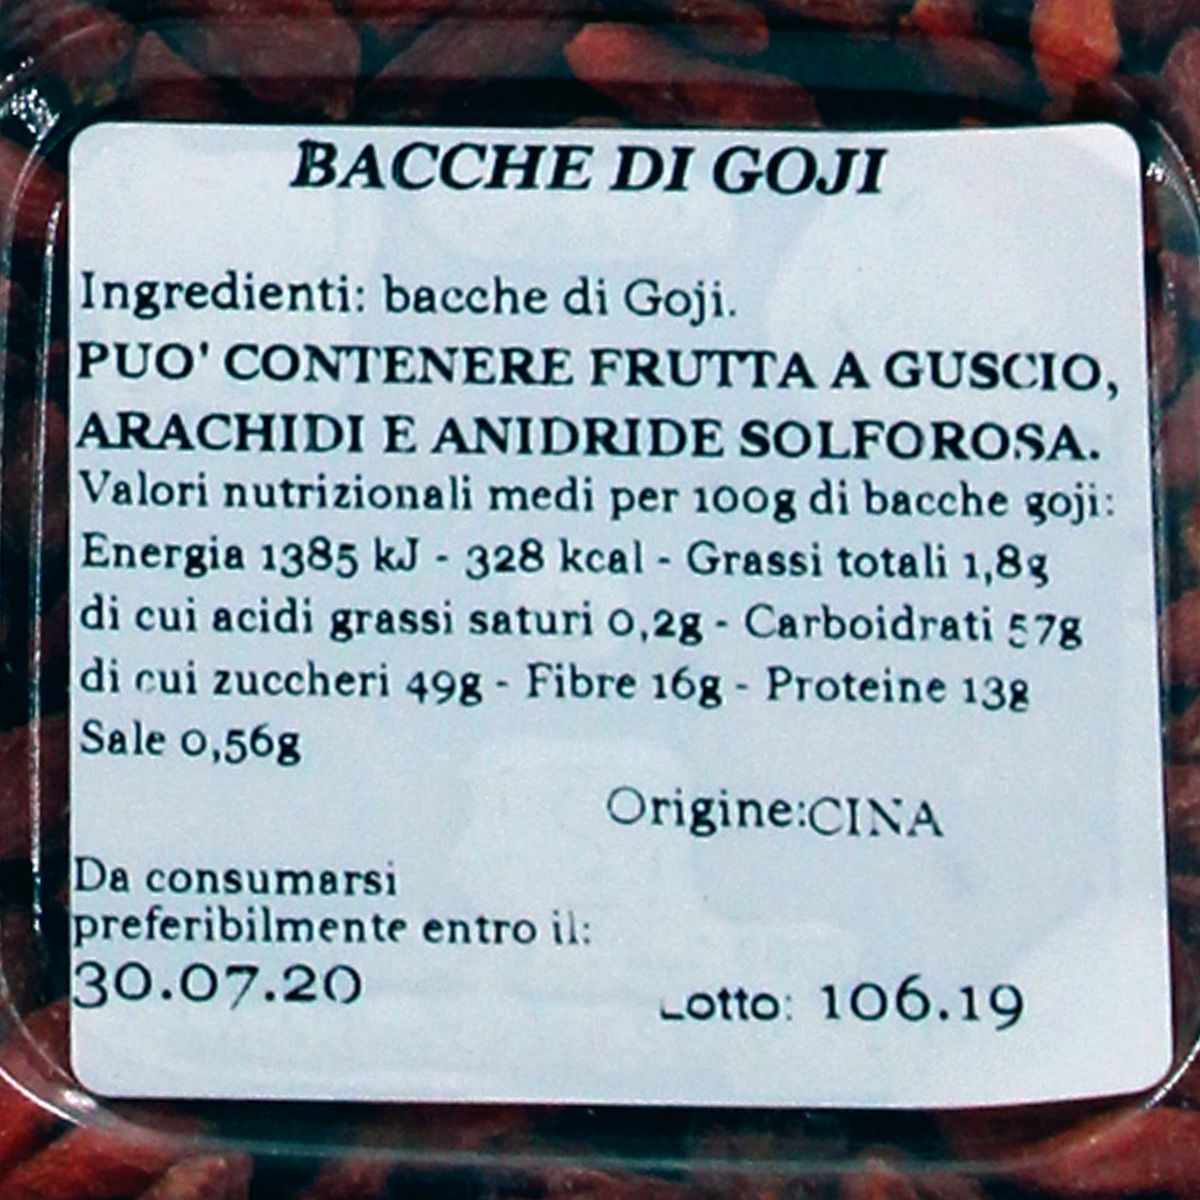 BACCHE DI GOJI
Ingredienti: bacche di Goji.
PUO' CONTENERE FRUTTA A GUSCIO,
ARACHIDI E ANIDRIDE SOLFOROSA.
Valori nutrizionali medi per 100g di bacche goji:
Energia 1385 kJ - 328 kcal - Grassi totali 1,8g
di cui acidi grassi saturi 0,2g - Carboidrati 57g
di cui zuccheri 49g - Fibre 16g - Proteine 13g
Sale 0,56g
Origine:CINA
Da consumarsi
preferibilmente entro il:
30.07.20
Lotto: 106.19